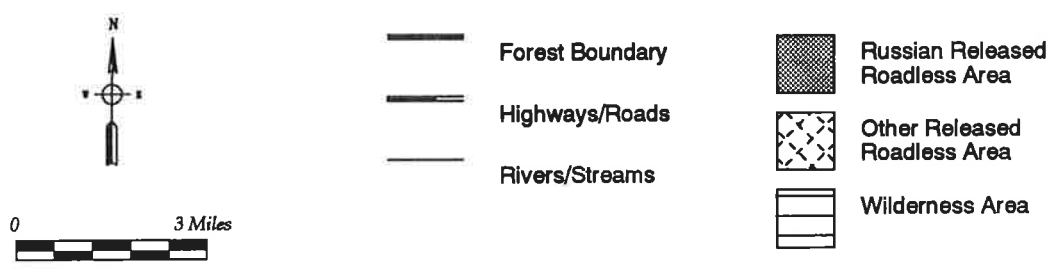 N
W E
0 3 Miles
Forest Boundary
Highways/Roads
Rivers/Streams
Russian Released
Roadless Area
Other Released
Roadless Area
Wilderness Area